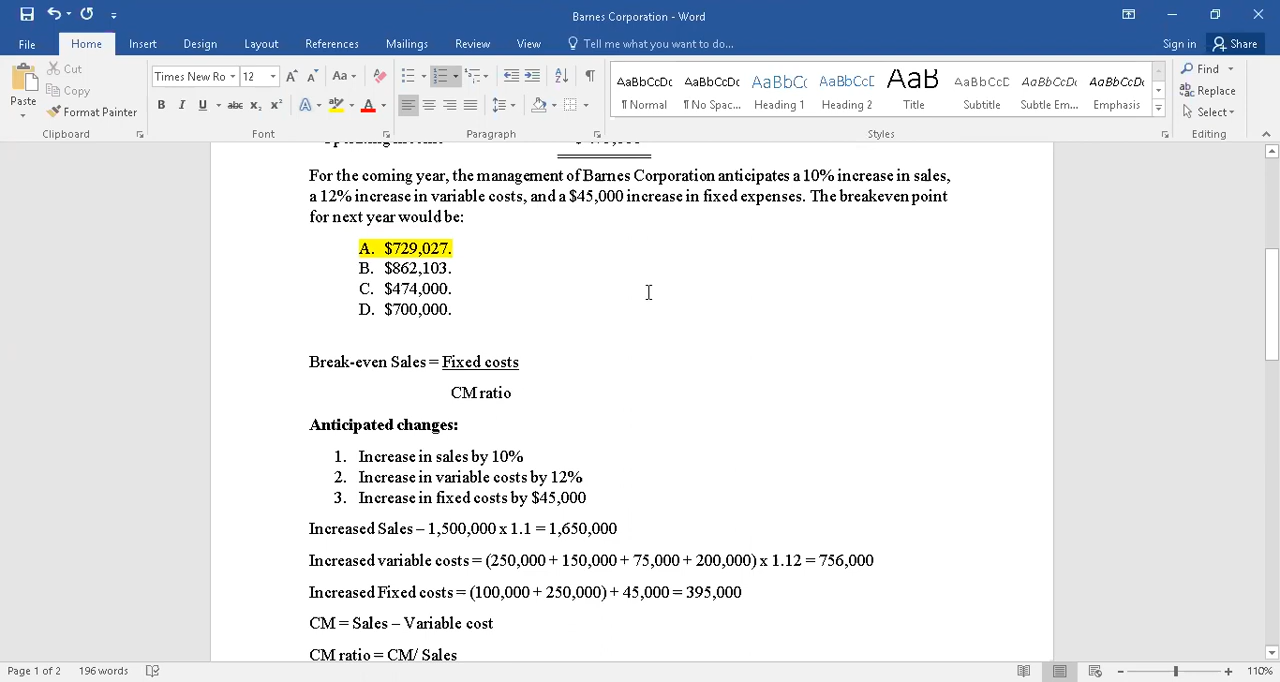 Barnes Corporation - Word
File Home Insert Design Layout References Mailings Review View Tell me what you want to do... Sign in Share
Paste Cut Copy Format Painter Clipboard
Times New Ro 12 Aa
B I U abc x₂ x² A A Font
Paragraph
AaBbCcDc ¶ Normal
AaBbCcDc ¶ No Spac...
AaBbCc Heading 1
AaBbCcE Heading 2
AaB Title
AaBbCcD Subtitle
AaBbCcDc Subtle Em...
AaBbCcDc Emphasis
Styles
Find Replace Select Editing
For the coming year, the management of Barnes Corporation anticipates a 10% increase in sales,
a 12% increase in variable costs, and a $45,000 increase in fixed expenses. The breakeven point
for next year would be:
A. $729,027.
B. $862,103.
C. $474,000.
D. $700,000.
Break-even Sales = Fixed costs
CM ratio
Anticipated changes:
1. Increase in sales by 10%
2. Increase in variable costs by 12%
3. Increase in fixed costs by $45,000
Increased Sales – 1,500,000 x 1.1 = 1,650,000
Increased variable costs = (250,000 + 150,000 + 75,000 + 200,000) x 1.12 = 756,000
Increased Fixed costs = (100,000 + 250,000) + 45,000 = 395,000
CM = Sales – Variable cost
CM ratio = CM/ Sales
Page 1 of 2 196 words 110%